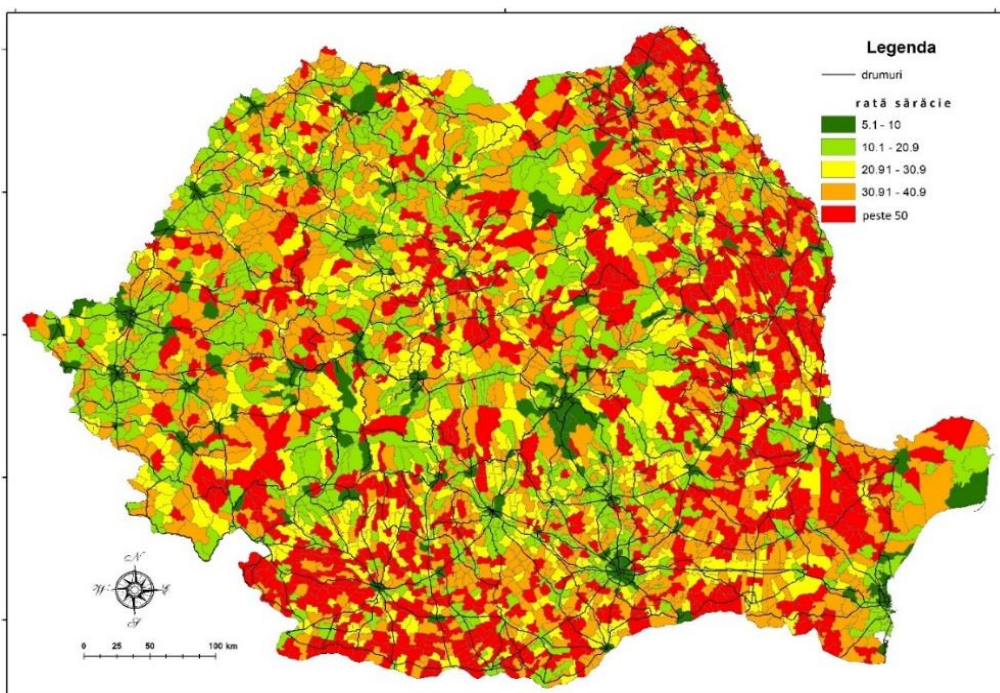 Legenda
drumuri
rată sărăcie
5.1 - 10
10.1 - 20.9
20.91 - 30.9
30.91 - 40.9
peste 50
N
W
E
S
0 25 50 100 km